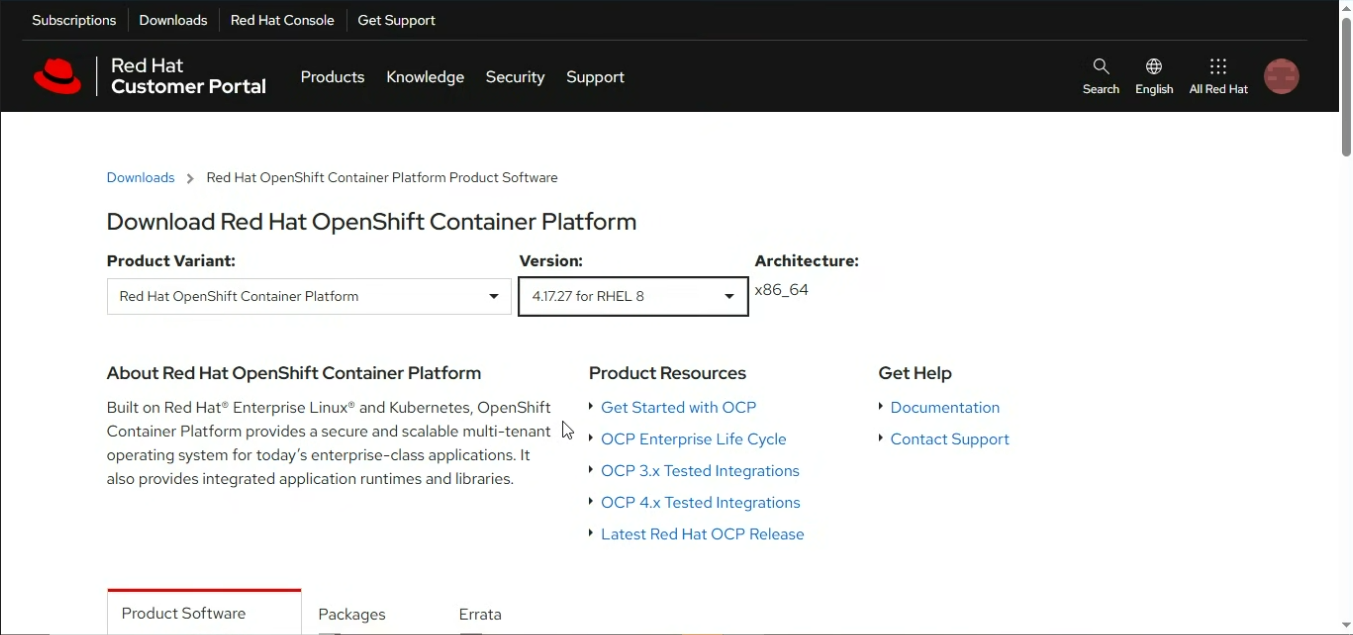 Subscriptions Downloads Red Hat Console Get Support
Red Hat
Customer Portal
Products Knowledge Security Support
Search English All Red Hat
Downloads Red Hat OpenShift Container Platform Product Software
Download Red Hat OpenShift Container Platform
Product Variant: Version: Architecture:
Red Hat OpenShift Container Platform 4.17.27 for RHEL 8 x86_64
About Red Hat OpenShift Container Platform
Built on Red Hat® Enterprise Linux® and Kubernetes, OpenShift
Container Platform provides a secure and scalable multi-tenant
operating system for today's enterprise-class applications. It
also provides integrated application runtimes and libraries.
Product Resources
Get Started with OCP
OCP Enterprise Life Cycle
OCP 3.x Tested Integrations
OCP 4.x Tested Integrations
Latest Red Hat OCP Release
Get Help
Documentation
Contact Support
Product Software Packages Errata